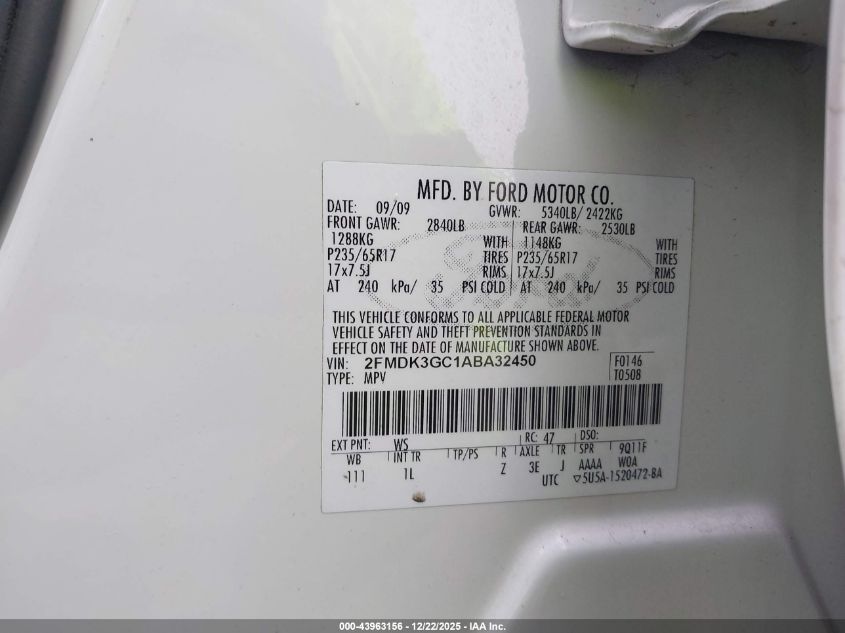 MFD. BY FORD MOTOR CO.
DATE: 09/09 GVWR: 5340LB/ 2422KG
FRONT GAWR: 2840LB REAR GAWR: 2530LB
1288KG WITH 1148KG WITH
P235/65R17 TIRES P235/65R17 TIRES
17x7.5J RIMS 17x7.5J RIMS
AT 240 kPa/ 35 PSI COLD AT 240 kPa/ 35 PSI COLD
THIS VEHICLE CONFORMS TO ALL APPLICABLE FEDERAL MOTOR
VEHICLE SAFETY AND THEFT PREVENTION STANDARDS IN
EFFECT ON THE DATE OF MANUFACTURE SHOWN ABOVE.
VIN: 2FMDK3GC1ABA32450 F0146
TYPE: MPV T0508
EXT PNT: WS RC: 47 DSO:
WB INT TR TP/PS R AXLE TR SPR 9Q11F
111 1L Z 3E J AAAA W0A
UTC ▽5U5A-1520472-BA
000-43963156 – 12/22/2025 – IAA Inc.